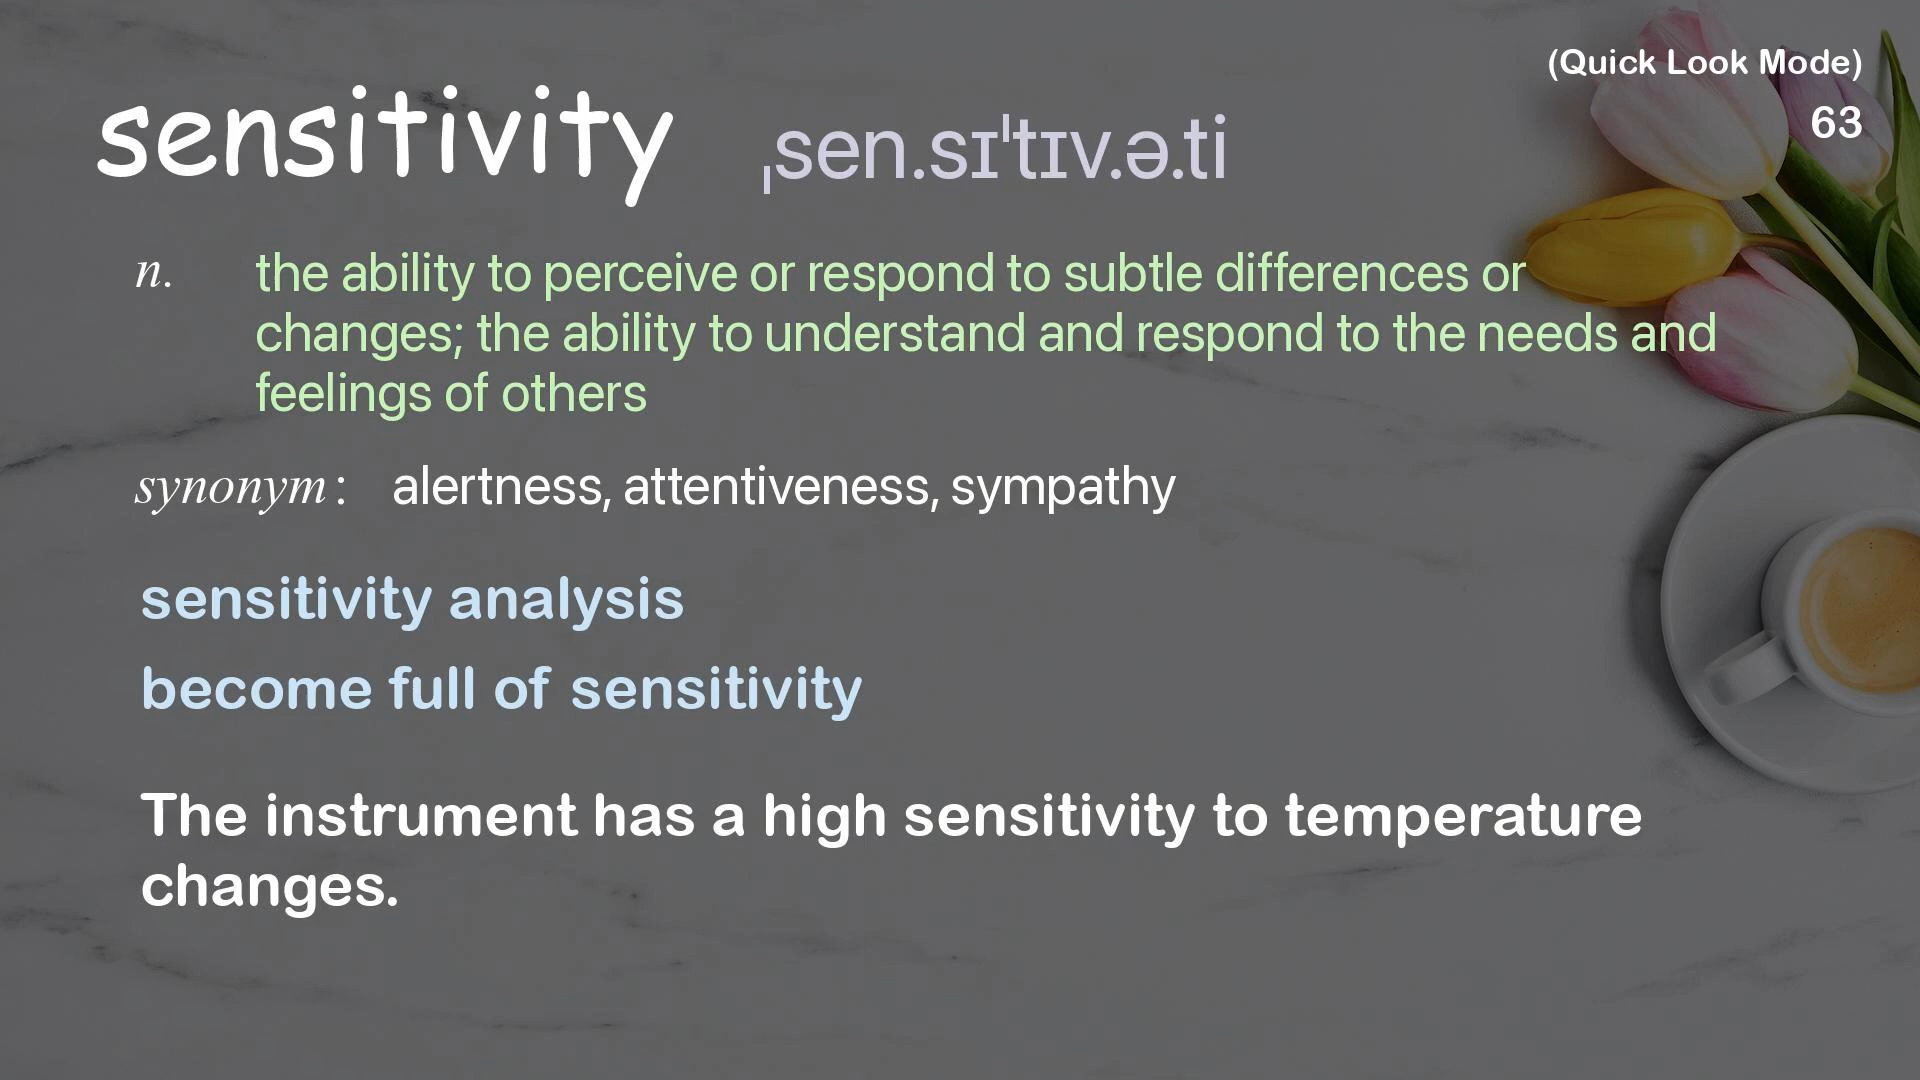 (Quick Look Mode)
63
sensitivity ˌsen.sɪˈtɪv.ə.ti
n. the ability to perceive or respond to subtle differences or
changes; the ability to understand and respond to the needs and
feelings of others
synonym: alertness, attentiveness, sympathy
sensitivity analysis
become full of sensitivity
The instrument has a high sensitivity to temperature
changes.